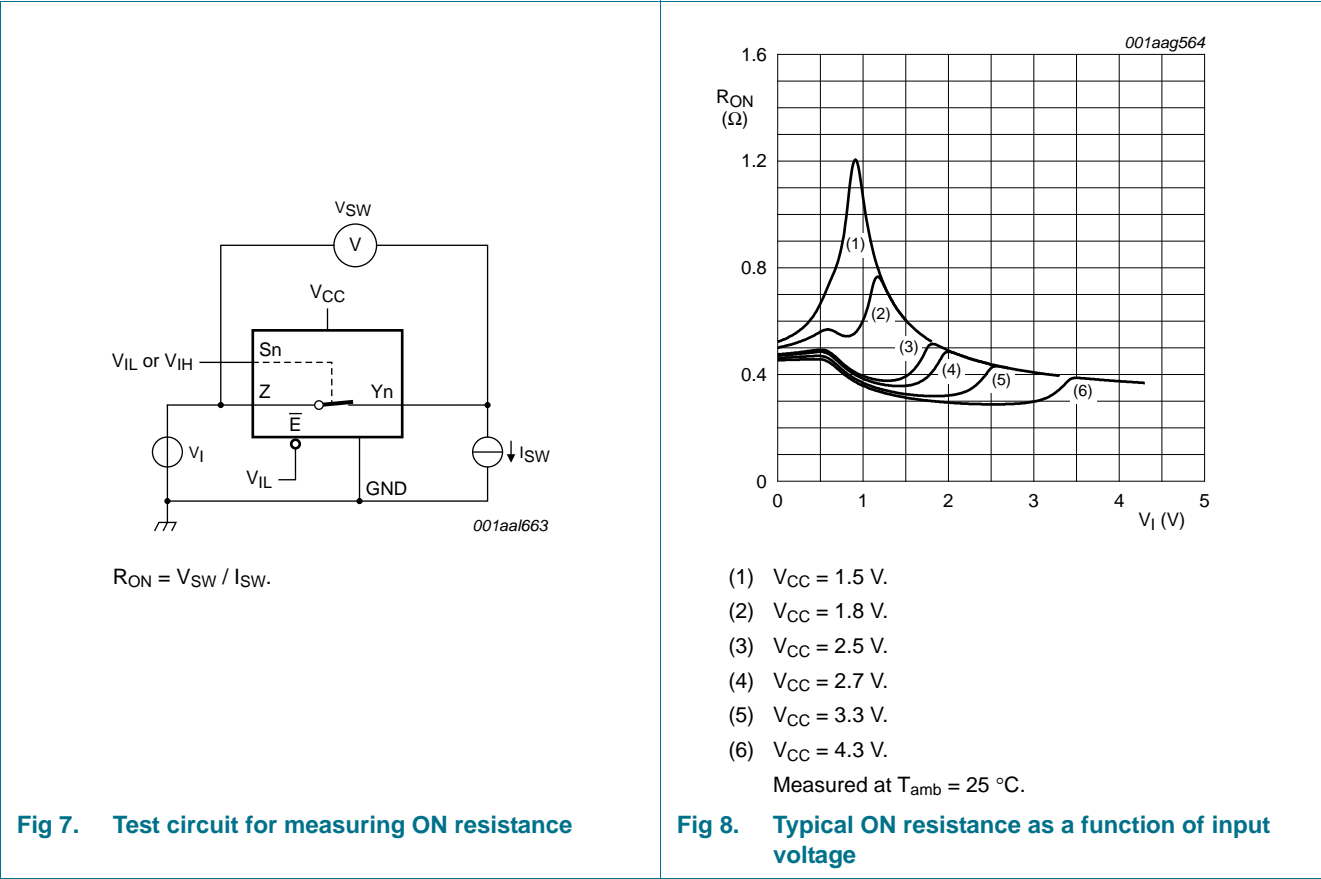 VSW
V
VCC
VIL or VIH
Sn
Z
Yn
E
VI
ISW
VIL
GND
001aal663
RON = VSW / ISW.
Fig 7. Test circuit for measuring ON resistance
001aag564
1.6
RON
(Ω)
1.2
(1)
0.8
(2)
(3)
(4)
0.4
(5)
(6)
0
0 1 2 3 4 5
VI (V)
(1) VCC = 1.5 V.
(2) VCC = 1.8 V.
(3) VCC = 2.5 V.
(4) VCC = 2.7 V.
(5) VCC = 3.3 V.
(6) VCC = 4.3 V.
Measured at Tamb = 25 °C.
Fig 8. Typical ON resistance as a function of input
voltage